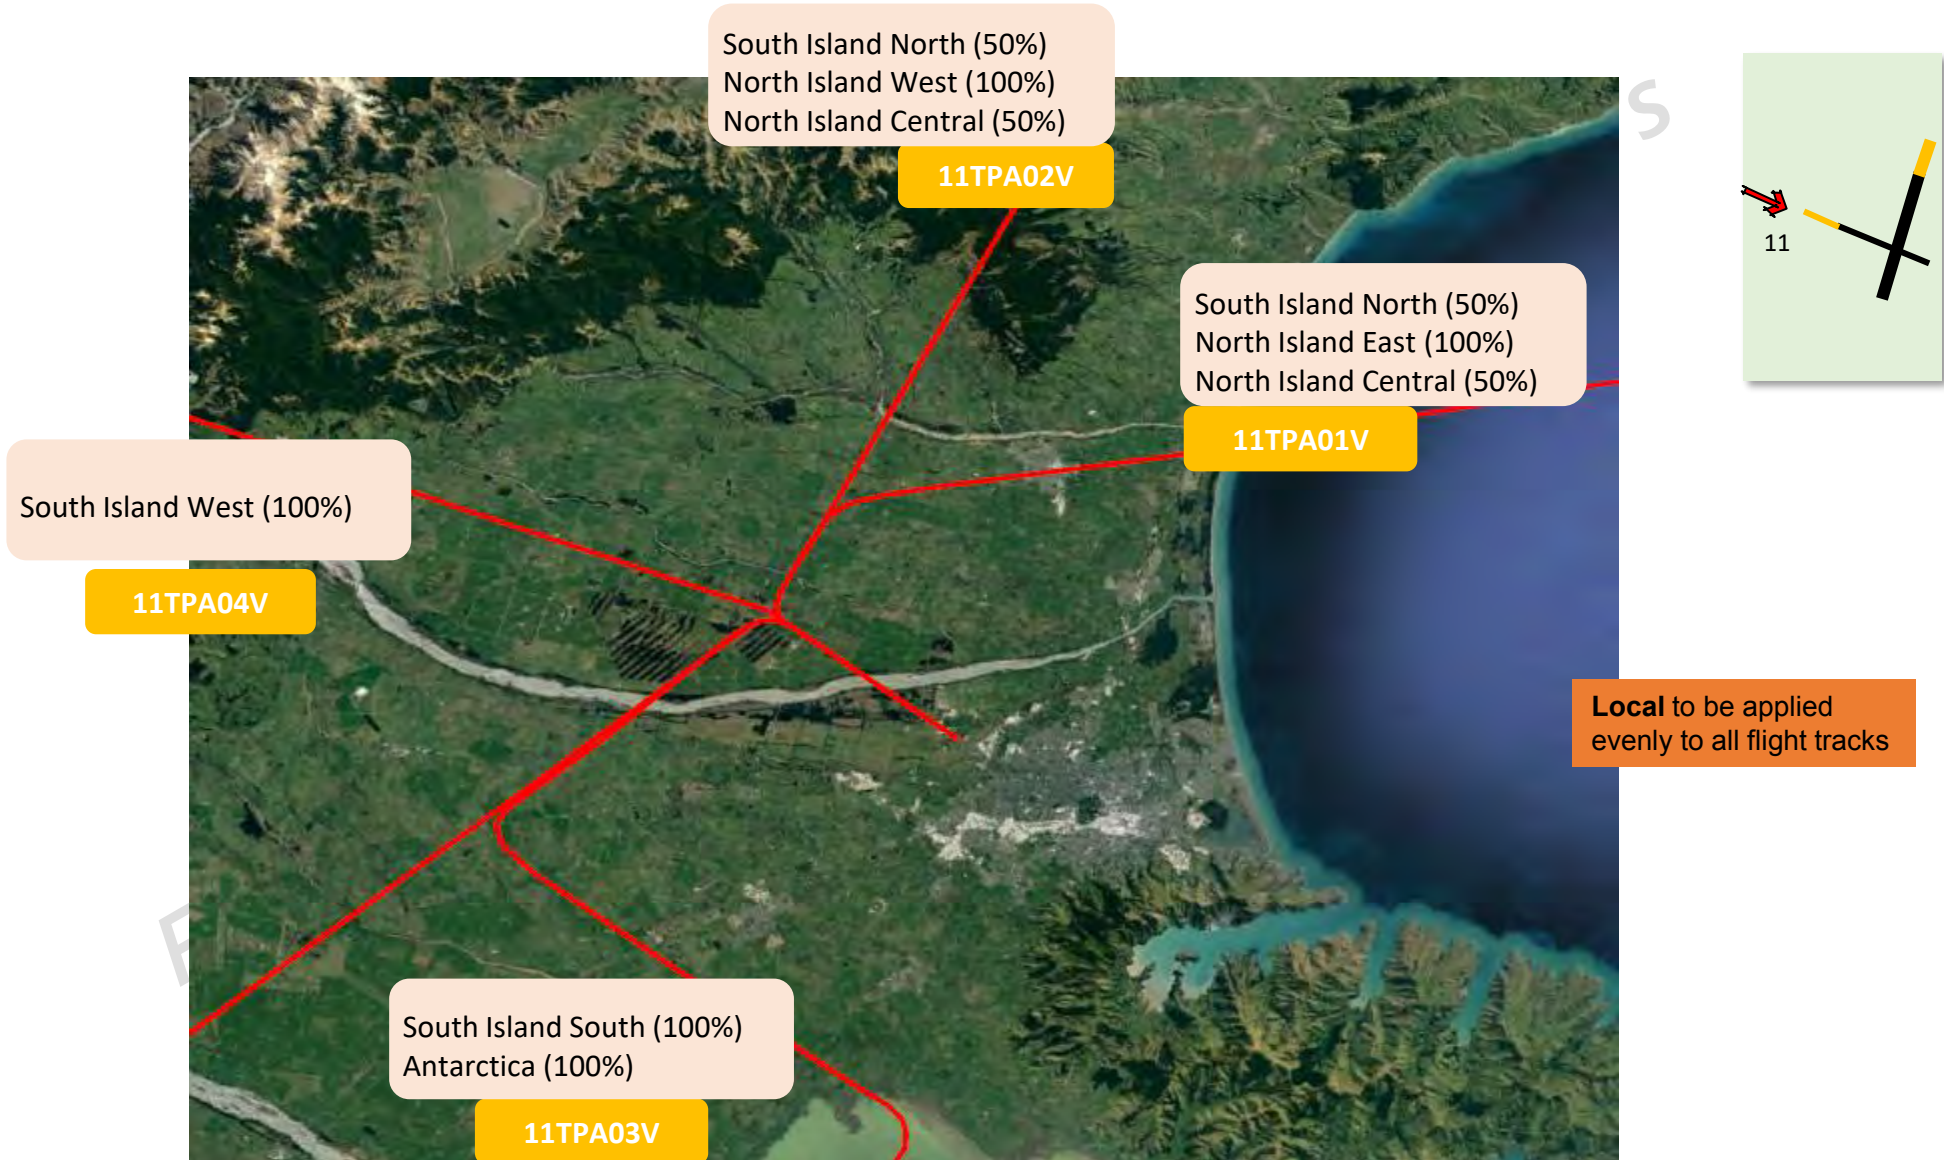 South Island North (50%)
North Island West (100%)
North Island Central (50%)
11TPA02V
11
South Island North (50%)
North Island East (100%)
North Island Central (50%)
11TPA01V
South Island West (100%)
11TPA04V
Local to be applied
evenly to all flight tracks
South Island South (100%)
Antarctica (100%)
11TPA03V